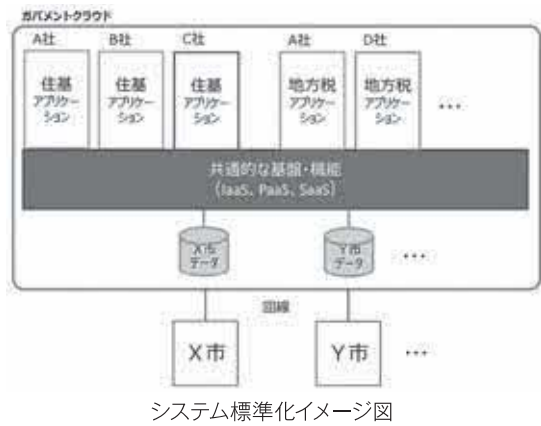 ガバメントクラウド
A社 B社 C社 A社 D社
住基 住基 住基 地方税 地方税
アプリケー アプリケー アプリケー アプリケー アプリケー
ション ション ション ション ション …
共通的な基盤・機能
(IaaS、PaaS、SaaS)
X市 Y市
データ データ …
回線
X市 Y市 …
システム標準化イメージ図